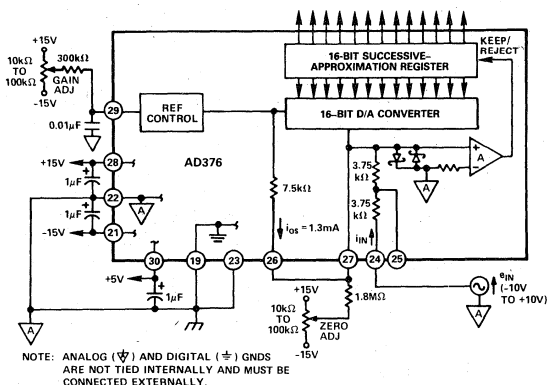 +15V
10kΩ
TO
100kΩ
-15V
300kΩ
GAIN
ADJ
0.01μF
29
REF
CONTROL
16-BIT SUCCESSIVE-
APPROXIMATION REGISTER
KEEP/
REJECT
16-BIT D/A CONVERTER
AD376
+15V
28
1μF
22
A
1μF
-15V
21
7.5kΩ
iOS = 1.3mA
3.75
kΩ
3.75
kΩ
iIN
A
+
-
A
30
19
23
26
27
24
25
+5V
1μF
+15V
10kΩ
TO
100kΩ
-15V
ZERO
ADJ
1.8MΩ
eIN
(-10V
TO +10V)
A
A
NOTE: ANALOG (A) AND DIGITAL (⏚) GNDS
ARE NOT TIED INTERNALLY AND MUST BE
CONNECTED EXTERNALLY.